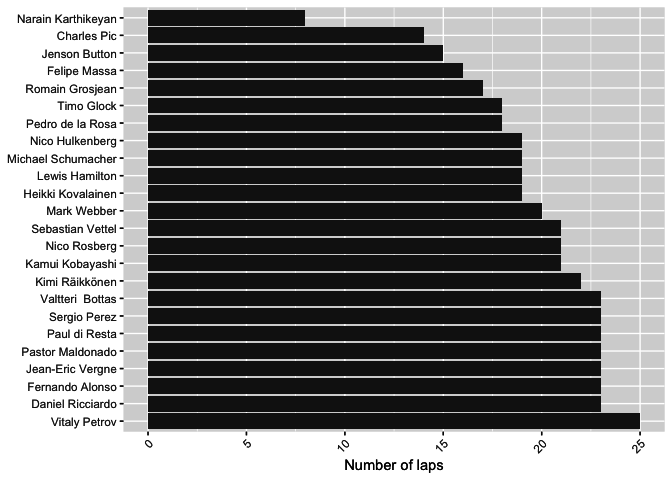 Narain Karthikeyan
Charles Pic
Jenson Button
Felipe Massa
Romain Grosjean
Timo Glock
Pedro de la Rosa
Nico Hulkenberg
Michael Schumacher
Lewis Hamilton
Heikki Kovalainen
Mark Webber
Sebastian Vettel
Nico Rosberg
Kamui Kobayashi
Kimi Räikkönen
Valtteri  Bottas
Sergio Perez
Paul di Resta
Pastor Maldonado
Jean-Eric Vergne
Fernando Alonso
Daniel Ricciardo
Vitaly Petrov
0 5 10 15 20 25
Number of laps